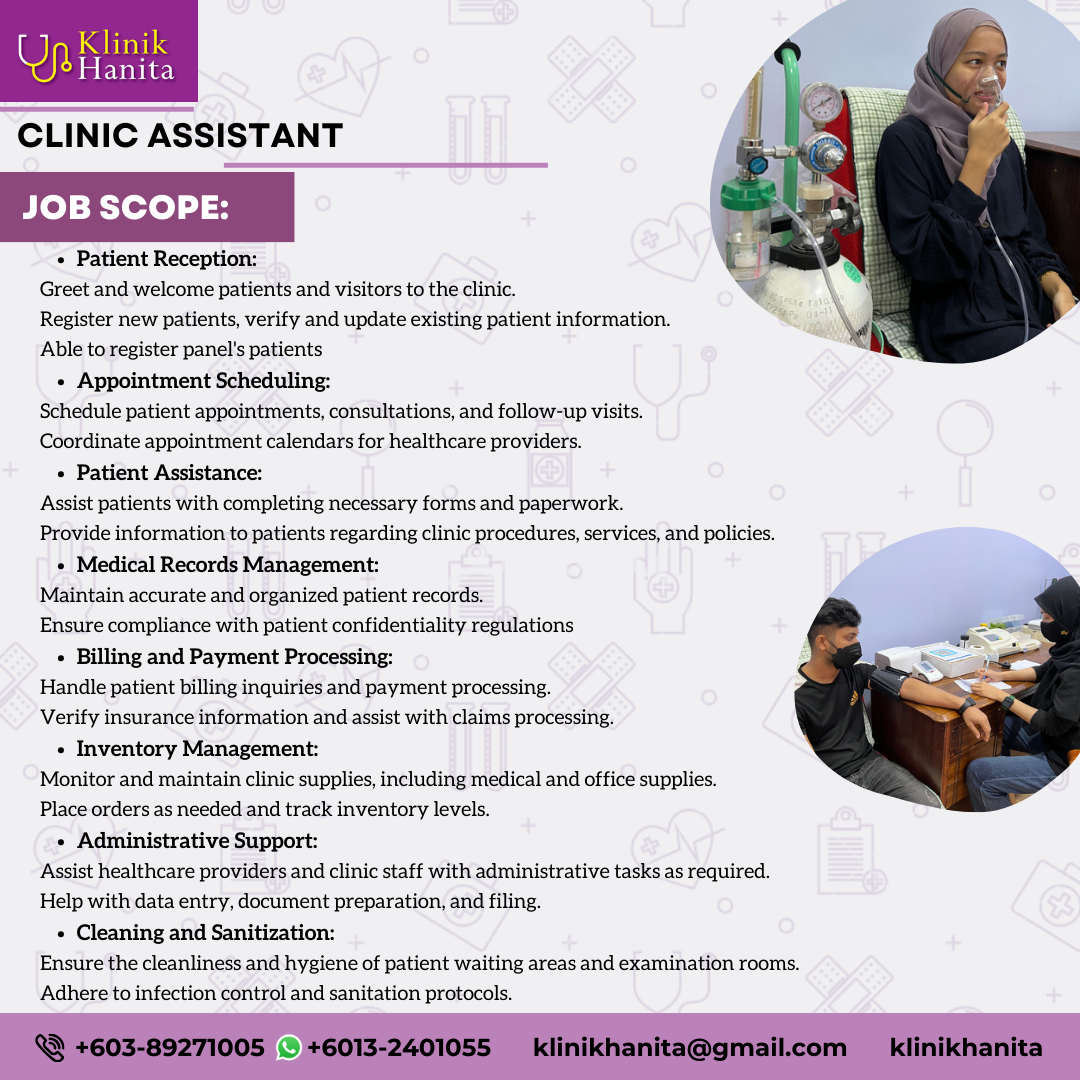 Klinik
Hanita
CLINIC ASSISTANT
JOB SCOPE:
• Patient Reception:
Greet and welcome patients and visitors to the clinic.
Register new patients, verify and update existing patient information.
Able to register panel's patients
• Appointment Scheduling:
Schedule patient appointments, consultations, and follow-up visits.
Coordinate appointment calendars for healthcare providers.
• Patient Assistance:
Assist patients with completing necessary forms and paperwork.
Provide information to patients regarding clinic procedures, services, and policies.
• Medical Records Management:
Maintain accurate and organized patient records.
Ensure compliance with patient confidentiality regulations
• Billing and Payment Processing:
Handle patient billing inquiries and payment processing.
Verify insurance information and assist with claims processing.
• Inventory Management:
Monitor and maintain clinic supplies, including medical and office supplies.
Place orders as needed and track inventory levels.
• Administrative Support:
Assist healthcare providers and clinic staff with administrative tasks as required.
Help with data entry, document preparation, and filing.
• Cleaning and Sanitization:
Ensure the cleanliness and hygiene of patient waiting areas and examination rooms.
Adhere to infection control and sanitation protocols.
+603-89271005 +6013-2401055 klinikhanita@gmail.com klinikhanita